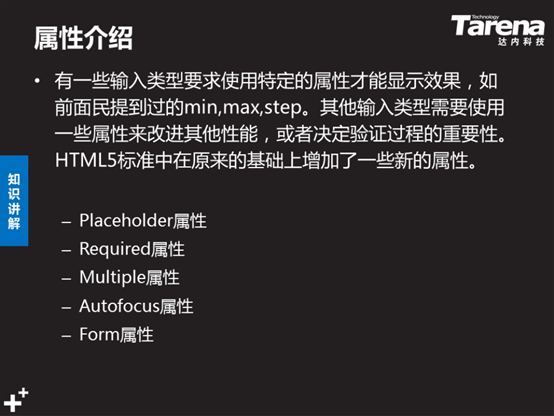 属性介绍
Technology
Tarena
达内科技
• 有一些输入类型要求使用特定的属性才能显示效果，如
前面民提到过的min,max,step。其他输入类型需要使用
一些属性来改进其他性能，或者决定验证过程的重要性。
HTML5标准中在原来的基础上增加了一些新的属性。
知识讲解
– Placeholder属性
– Required属性
– Multiple属性
– Autofocus属性
– Form属性